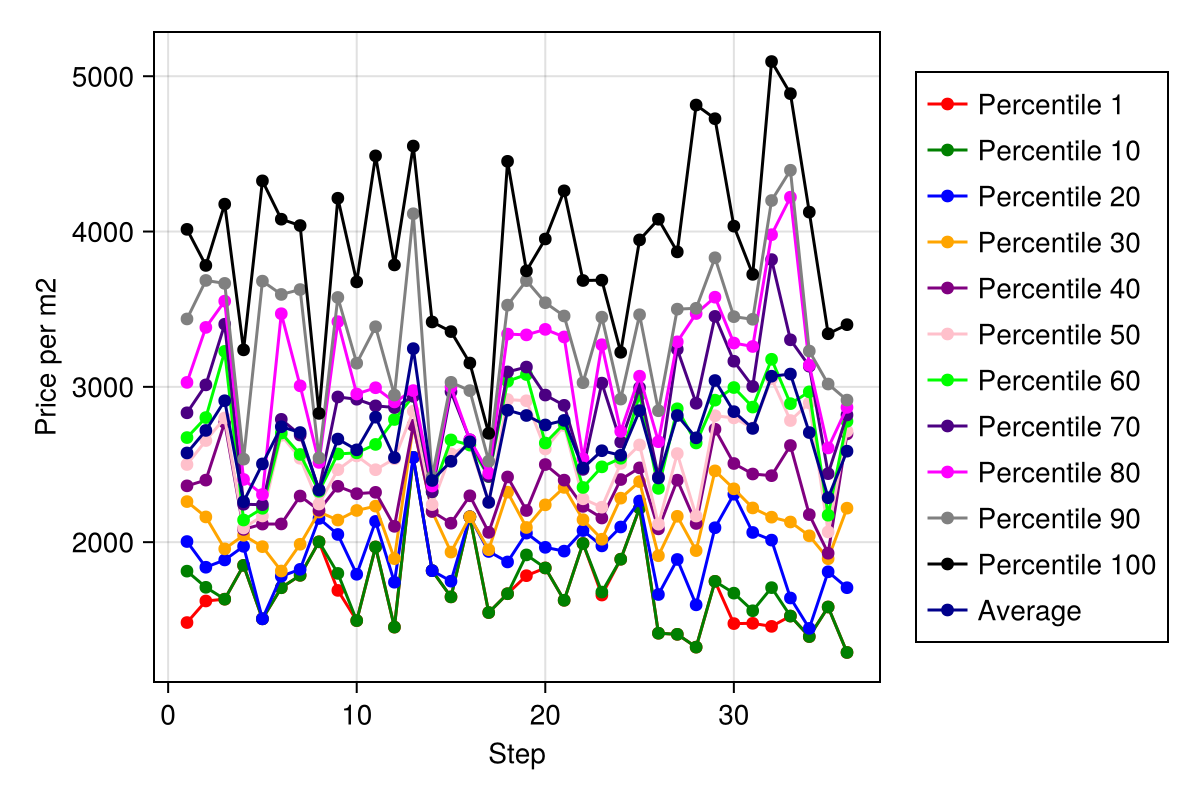 5000
4000
3000
2000
Price per m2
0 10 20 30
Step
Percentile 1
Percentile 10
Percentile 20
Percentile 30
Percentile 40
Percentile 50
Percentile 60
Percentile 70
Percentile 80
Percentile 90
Percentile 100
Average